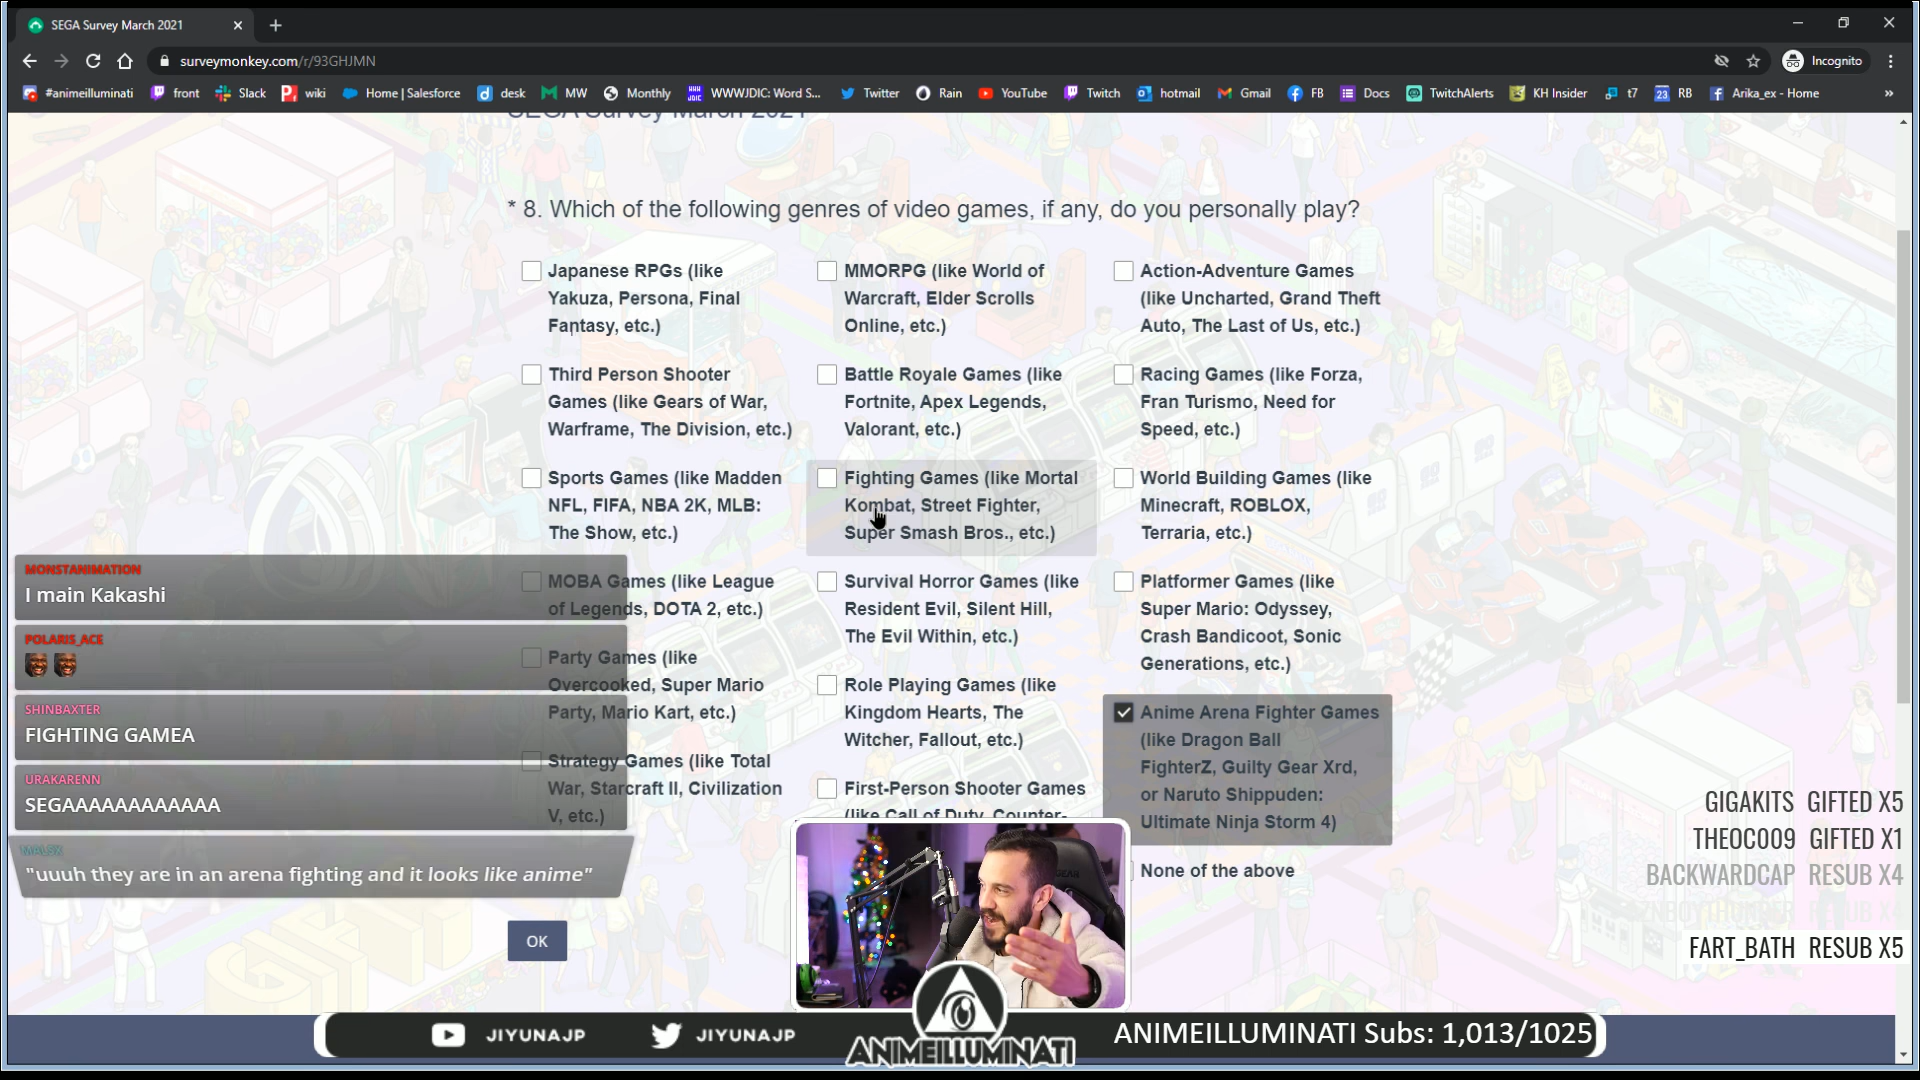 SEGA Survey March 2021
surveymonkey.com/r/93GHJMN
Incognito
#animeilluminati
front
Slack
wiki
Home | Salesforce
desk
MW
Monthly
WWWJDIC: Word S...
Twitter
Rain
YouTube
Twitch
hotmail
Gmail
FB
Docs
TwitchAlerts
KH Insider
t7
RB
Arika_ex - Home
SEGA Survey March 2021
* 8. Which of the following genres of video games, if any, do you personally play?
Japanese RPGs (like
Yakuza, Persona, Final
Fantasy, etc.)
MMORPG (like World of
Warcraft, Elder Scrolls
Online, etc.)
Action-Adventure Games
(like Uncharted, Grand Theft
Auto, The Last of Us, etc.)
Third Person Shooter
Games (like Gears of War,
Warframe, The Division, etc.)
Battle Royale Games (like
Fortnite, Apex Legends,
Valorant, etc.)
Racing Games (like Forza,
Fran Turismo, Need for
Speed, etc.)
Sports Games (like Madden
NFL, FIFA, NBA 2K, MLB:
The Show, etc.)
Fighting Games (like Mortal
Kombat, Street Fighter,
Super Smash Bros., etc.)
World Building Games (like
Minecraft, ROBLOX,
Terraria, etc.)
MOBA Games (like League
of Legends, DOTA 2, etc.)
Survival Horror Games (like
Resident Evil, Silent Hill,
The Evil Within, etc.)
Platformer Games (like
Super Mario: Odyssey,
Crash Bandicoot, Sonic
Generations, etc.)
Party Games (like
Overcooked, Super Mario
Party, Mario Kart, etc.)
Role Playing Games (like
Kingdom Hearts, The
Witcher, Fallout, etc.)
Anime Arena Fighter Games
(like Dragon Ball
FighterZ, Guilty Gear Xrd,
or Naruto Shippuden:
Ultimate Ninja Storm 4)
Strategy Games (like Total
War, Starcraft II, Civilization
V, etc.)
First-Person Shooter Games
(like Call of Duty, Counter-
None of the above
OK
MONSTANIMATION
I main Kakashi
POLARIS_ACE
SHINBAXTER
FIGHTING GAMEA
URAKARENN
SEGAAAAAAAAAAAA
MALSX
"uuuh they are in an arena fighting and it looks like anime"
GIGAKITS GIFTED X5
THEOC009 GIFTED X1
BACKWARDCAP RESUB X4
RESUB X4
FART_BATH RESUB X5
JIYUNAJP
JIYUNAJP
ANIMEILLUMINATI
ANIMEILLUMINATI Subs: 1,013/1025